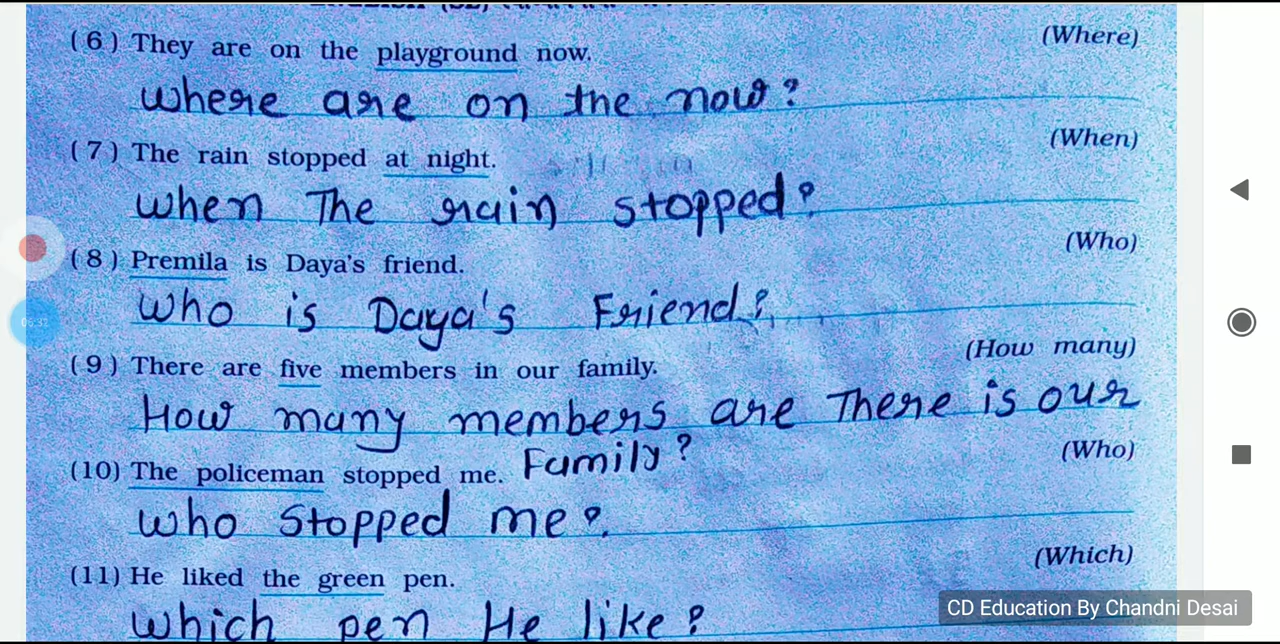 (6) They are on the playground now. (Where)
where are on the now?
(7) The rain stopped at night. (When)
when The rain stopped?
(8) Premila is Daya's friend. (Who)
Who is Daya's Friend?
(9) There are five members in our family. (How many)
How many members are There is our
Family?
(10) The policeman stopped me. (Who)
who Stopped me?
(11) He liked the green pen. (Which)
which pen He like?
CD Education By Chandni Desai